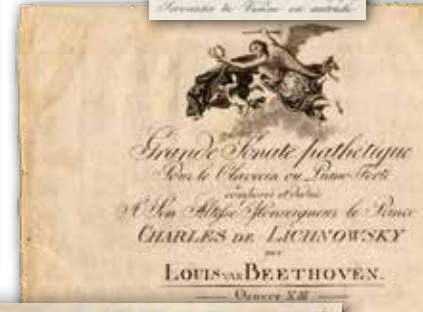 Grande Sonate pathétique
Pour le Clavecin ou Piano-Forte
composée et dediée
A Son Altesse Monseigneur le Prince
CHARLES DE LICHNOWSKY
PAR
LOUIS VAN BEETHOVEN.
Oeuvre XIII